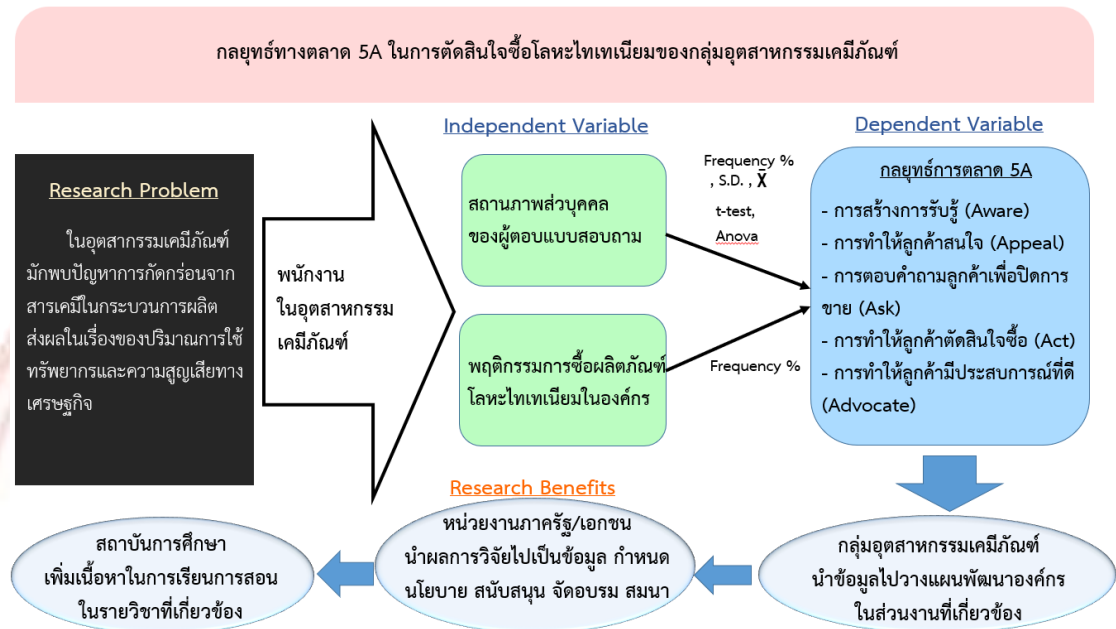 กลยุทธ์ทางตลาด 5A ในการตัดสินใจซื้อโลหะไทเทเนียมของกลุ่มอุตสาหกรรมเคมีภัณฑ์
Independent Variable
Dependent Variable
Research Problem
ในอุตสากรรมเคมีภัณฑ์
มักพบปัญหาการกัดกร่อนจาก
สารเคมีในกระบวนการผลิต
ส่งผลในเรื่องของปริมาณการใช้
ทรัพยากรและความสูญเสียทาง
เศรษฐกิจ
พนักงาน
ในอุตสาหกรรม
เคมีภัณฑ์
สถานภาพส่วบุคคล
ของผู้ตอบแบบสอบถาม
พฤติกรรมการซื้อผลิตภัณฑ์
โลหะไทเทเนียมในองค์กร
Frequency %
, S.D. , X̄
t-test,
Anova
Frequency %
กลยุทธ์การตลาด 5A
- การสร้างการรับรู้ (Aware)
- การทำให้ลูกค้าสนใจ (Appeal)
- การตอบคำถามลูกค้าเพื่อปิดการ
ขาย (Ask)
- การทำให้ลูกค้าตัดสินใจซื้อ (Act)
- การทำให้ลูกค้ามีประสบการณ์ที่ดี
(Advocate)
Research Benefits
กลุ่มอุตสาหกรรมเคมีภัณฑ์
นำข้อมูลไปวางแผนพัฒนาองค์กร
ในส่วนงานที่เกี่ยวข้อง
หน่วยงานภาครัฐ/เอกชน
นำผลการวิจัยไปเป็นข้อมูล กำหนด
นโยบาย สนับสนุน จัดอบรม สมนา
สถาบันการศึกษา
เพิ่มเนื้อหาในการเรียนการสอน
ในรายวิชาที่เกี่ยวข้อง